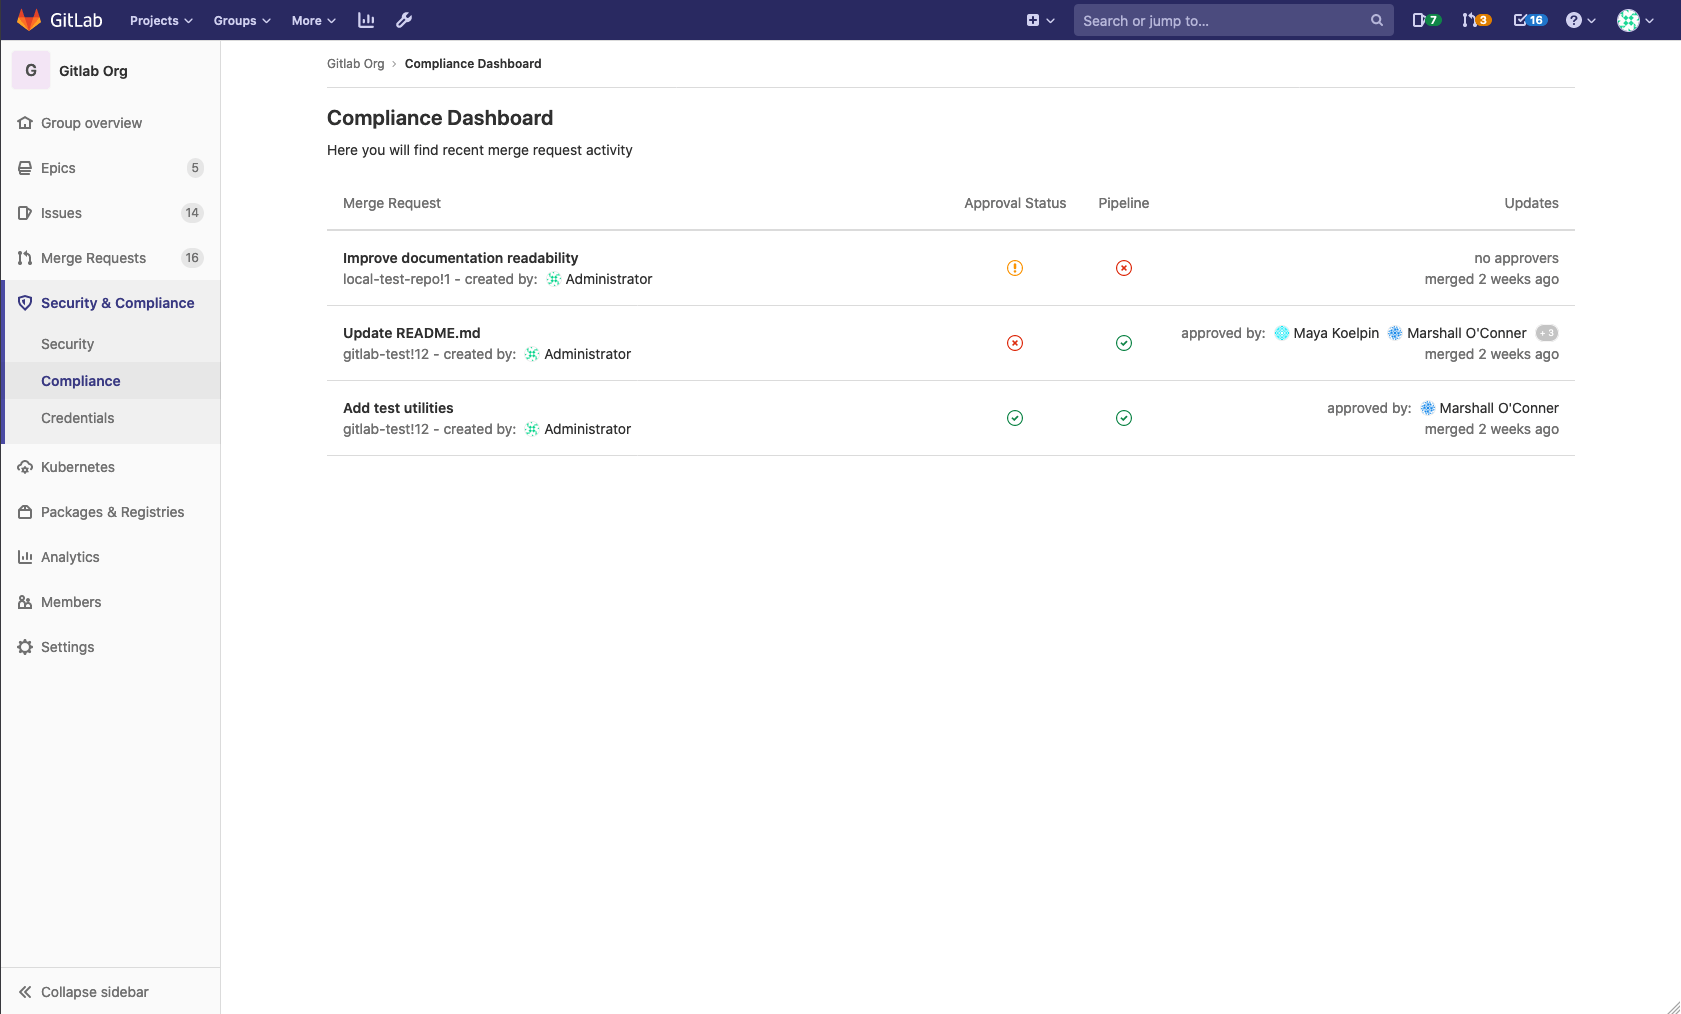 GitLab Projects Groups More Search or jump to... 7 3 16
G Gitlab Org
Group overview
Epics 5
Issues 14
Merge Requests 16
Security & Compliance
Security
Compliance
Credentials
Kubernetes
Packages & Registries
Analytics
Members
Settings
Collapse sidebar
Gitlab Org › Compliance Dashboard
Compliance Dashboard
Here you will find recent merge request activity
Merge Request Approval Status Pipeline Updates
Improve documentation readability no approvers
local-test-repo!1 - created by: Administrator merged 2 weeks ago
Update README.md approved by: Maya Koelpin Marshall O'Conner +3
gitlab-test!12 - created by: Administrator merged 2 weeks ago
Add test utilities approved by: Marshall O'Conner
gitlab-test!12 - created by: Administrator merged 2 weeks ago